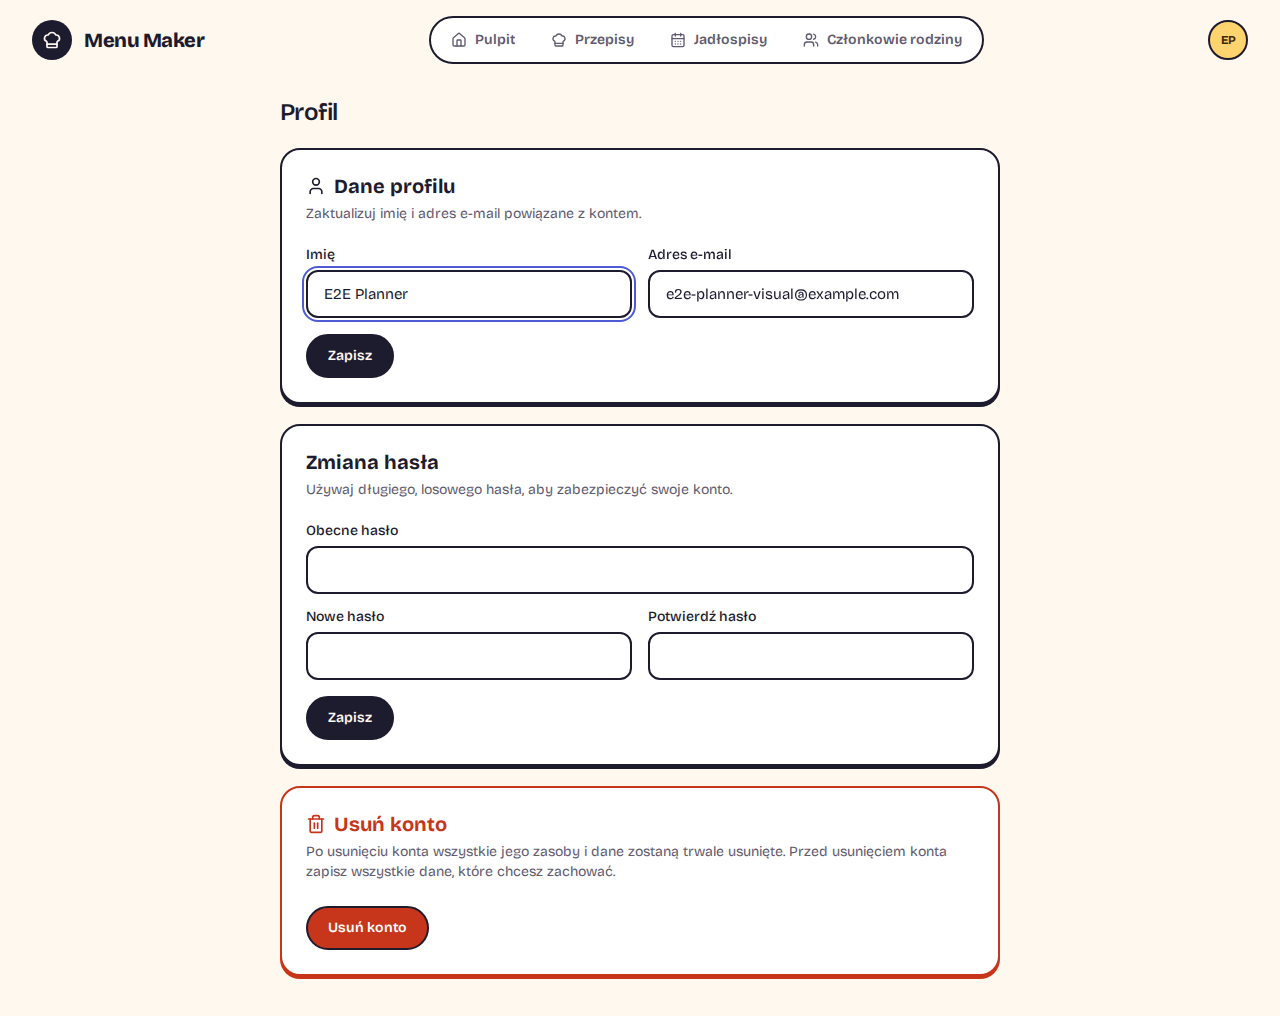 Menu Maker
Pulpit
Przepisy
Jadłospisy
Członkowie rodziny
EP
Profil
Dane profilu
Zaktualizuj imię i adres e-mail powiązane z kontem.
Imię
Adres e-mail
E2E Planner
e2e-planner-visual@example.com
Zapisz
Zmiana hasła
Używaj długiego, losowego hasła, aby zabezpieczyć swoje konto.
Obecne hasło
Nowe hasło
Potwierdź hasło
Zapisz
Usuń konto
Po usunięciu konta wszystkie jego zasoby i dane zostaną trwale usunięte. Przed usunięciem konta
zapisz wszystkie dane, które chcesz zachować.
Usuń konto